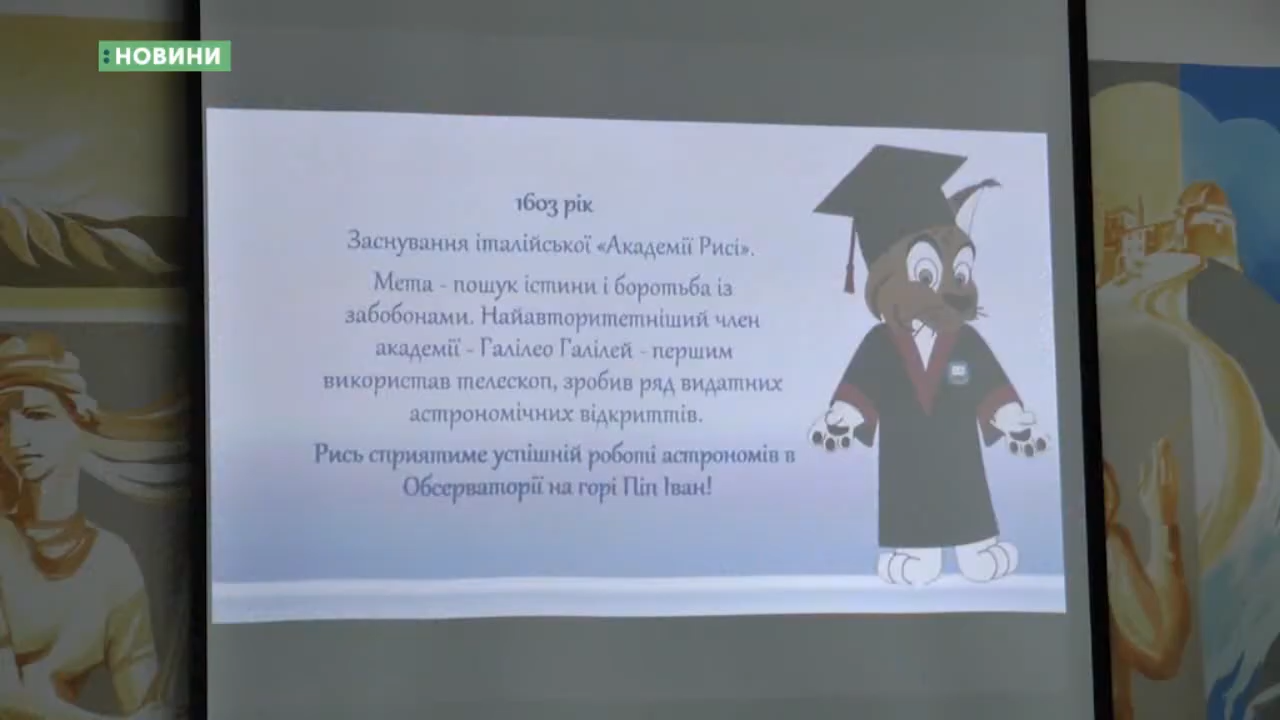 :НОВИНИ
1603 рік
Заснування італійської «Академії Рисі».
Мета - пошук істини і боротьба із
забобонами. Найавторитетніший член
академії - Галілео Галілей - першим
використав телескоп, зробив ряд видатних
астрономічних відкриттів.
Рись сприятиме успішній роботі астрономів в
Обсерваторії на горі Піп Іван!